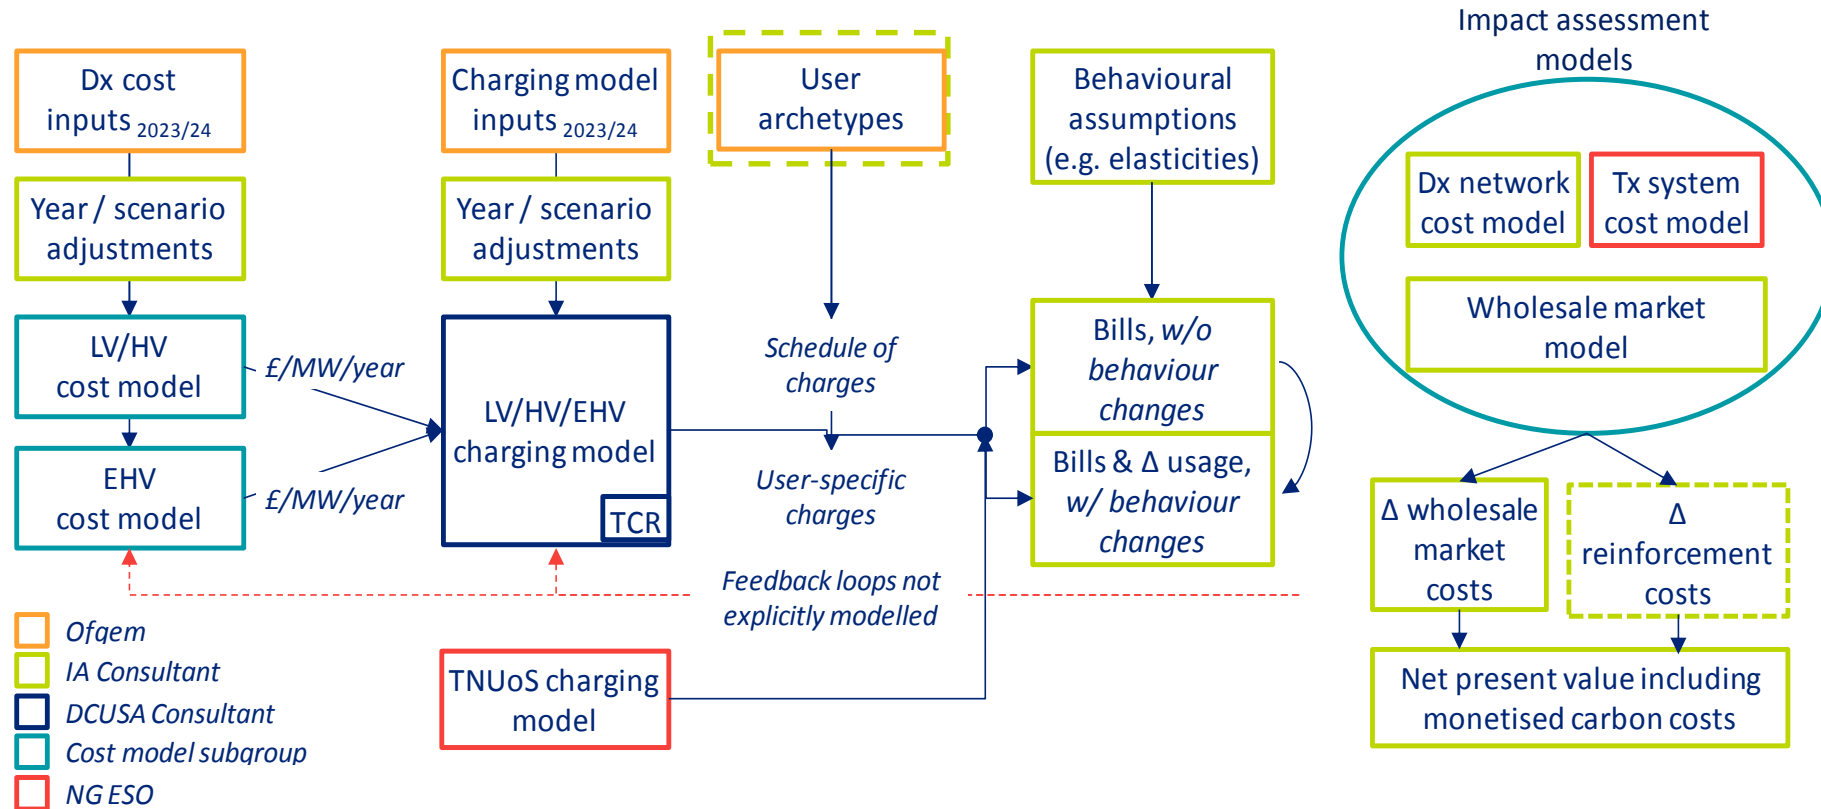 Impact assessment
models
Dx cost
inputs 2023/24
Charging model
inputs 2023/24
User
archetypes
Behavioural
assumptions
(e.g. elasticities)
Year / scenario
adjustments
Year / scenario
adjustments
Dx network
cost model
Tx system
cost model
Wholesale market
model
LV/HV
cost model
£/MW/year
EHV
cost model
£/MW/year
LV/HV/EHV
charging model
TCR
Schedule of
charges
User-specific
charges
Bills, w/o
behaviour
changes
Bills & Δ usage,
w/ behaviour
changes
Δ wholesale
market
costs
Δ
reinforcement
costs
Feedback loops not
explicitly modelled
TNUoS charging
model
Net present value including
monetised carbon costs
Ofgem
IA Consultant
DCUSA Consultant
Cost model subgroup
NG ESO